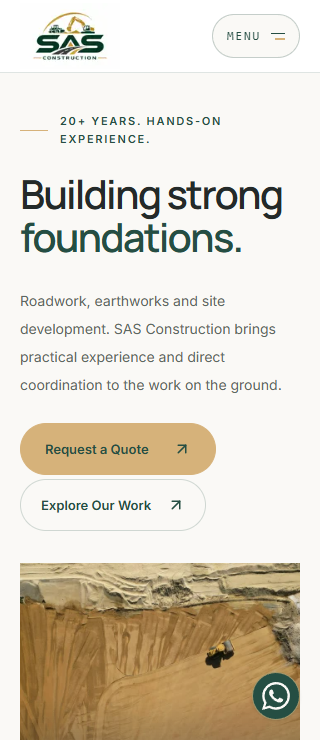 SAS
CONSTRUCTION
MENU
20+ YEARS. HANDS-ON
EXPERIENCE.
Building strong
foundations.
Roadwork, earthworks and site
development. SAS Construction brings
practical experience and direct
coordination to the work on the ground.
Request a Quote
Explore Our Work